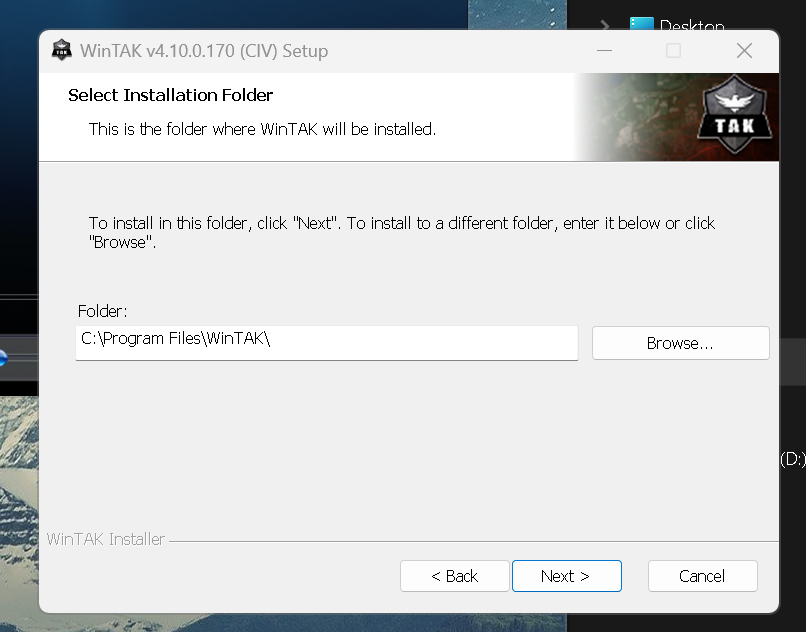 Desktop
WinTAK v4.10.0.170 (CIV) Setup
Select Installation Folder
This is the folder where WinTAK will be installed.
TAK
To install in this folder, click "Next". To install to a different folder, enter it below or click
"Browse".
Folder:
C:\Program Files\WinTAK\
Browse...
(D:)
WinTAK Installer
< Back
Next >
Cancel